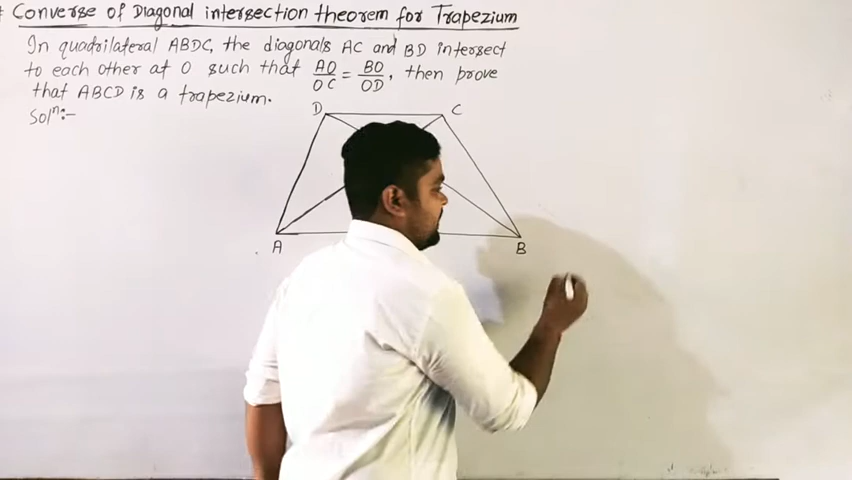 Converse of Diagonal intersection theorem for Trapezium
In quadrilateral ABDC, the diagonals AC and BD intersect
to each other at O such that AO/OC = BO/OD, then prove
that ABCD is a trapezium.
Solⁿ:-
D C
A B